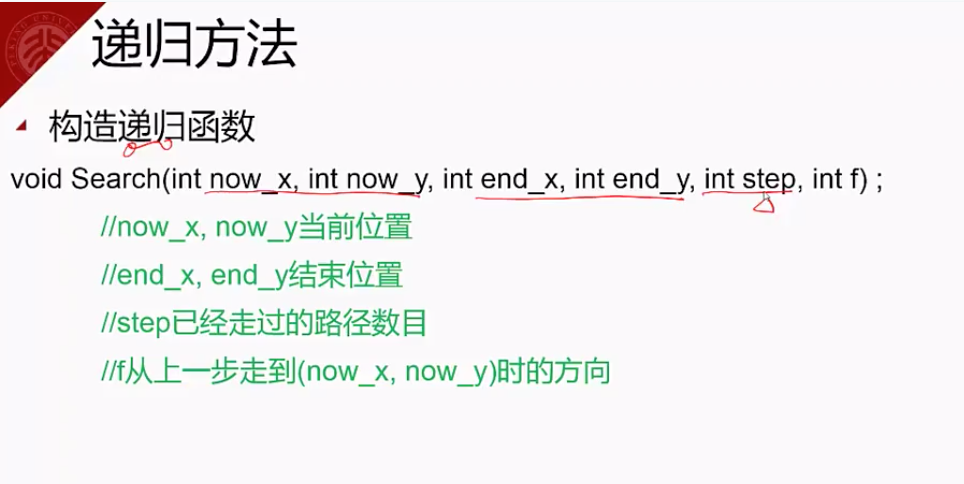 递归方法
构造递归函数
void Search(int now_x, int now_y, int end_x, int end_y, int step, int f) ;
//now_x, now_y当前位置
//end_x, end_y结束位置
//step已经走过的路径数目
//f从上一步走到(now_x, now_y)时的方向